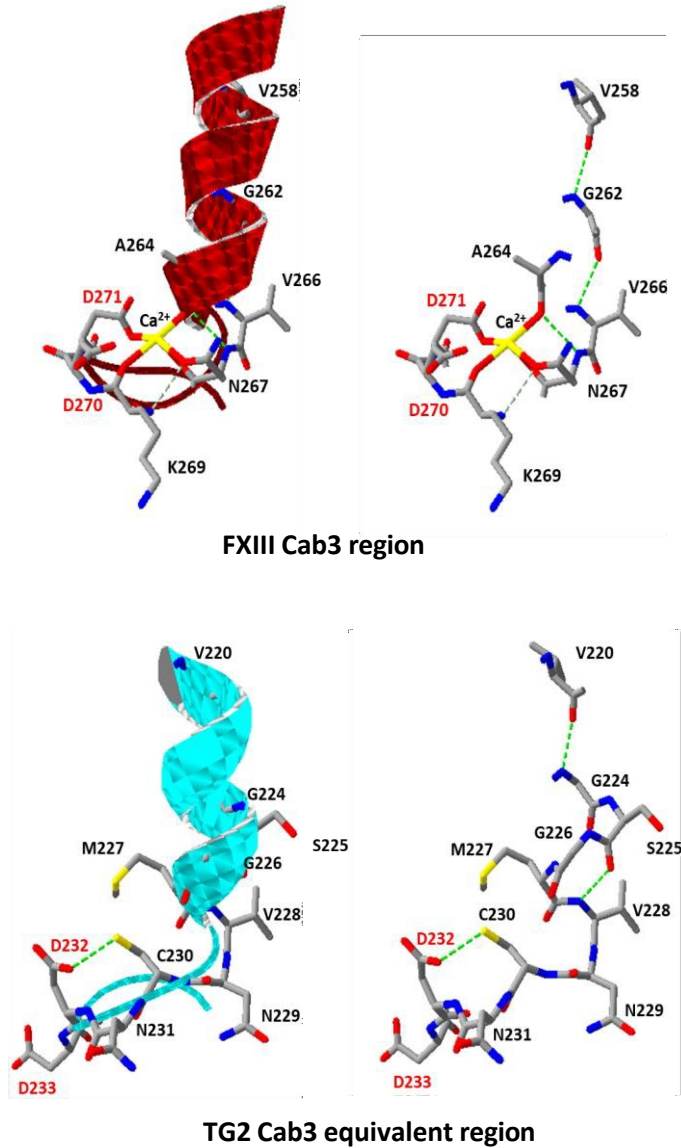 V258
V258
G262
G262
A264
A264
V266
V266
D271
D271
Ca2+
Ca2+
N267
N267
D270
D270
K269
K269
FXIII Cab3 region
V220
V220
G224
G224
M227
G226
S225
G226
M227
S225
V228
V228
D232
C230
D232
C230
N231
N229
N231
N229
D233
D233
TG2 Cab3 equivalent region